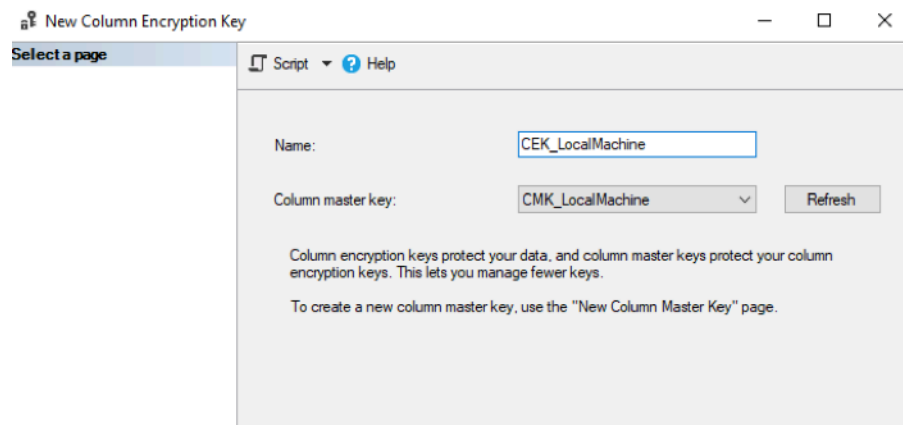 New Column Encryption Key
Select a page
Script Help
Name: CEK_LocalMachine
Column master key: CMK_LocalMachine Refresh
Column encryption keys protect your data, and column master keys protect your column
encryption keys. This lets you manage fewer keys.
To create a new column master key, use the "New Column Master Key" page.